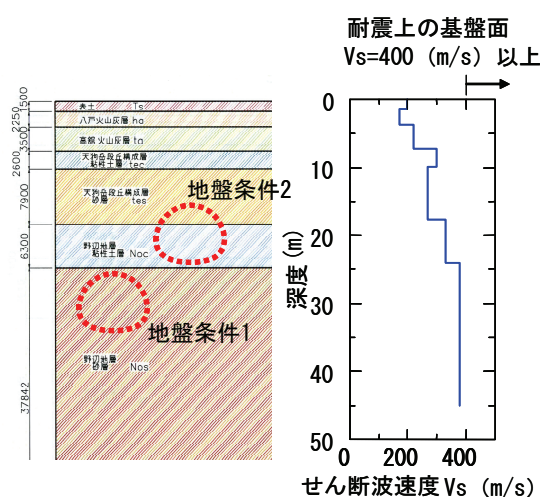 耐震上の基盤面
Vs=400 (m/s) 以上
1500
2250
3500
2600
7900
6300
37842
表土 Ts
八戸火山灰層 ha
高館火山灰層 ta
天狗岳段丘構成層
粘性土層 tec
天狗岳段丘構成層
砂層 tes
野辺地層
粘性土層 Noc
野辺地層
砂層 Nos
地盤条件2
地盤条件1
深度(m)
0
10
20
30
40
50
0
200
400
せん断波速度 Vs (m/s)